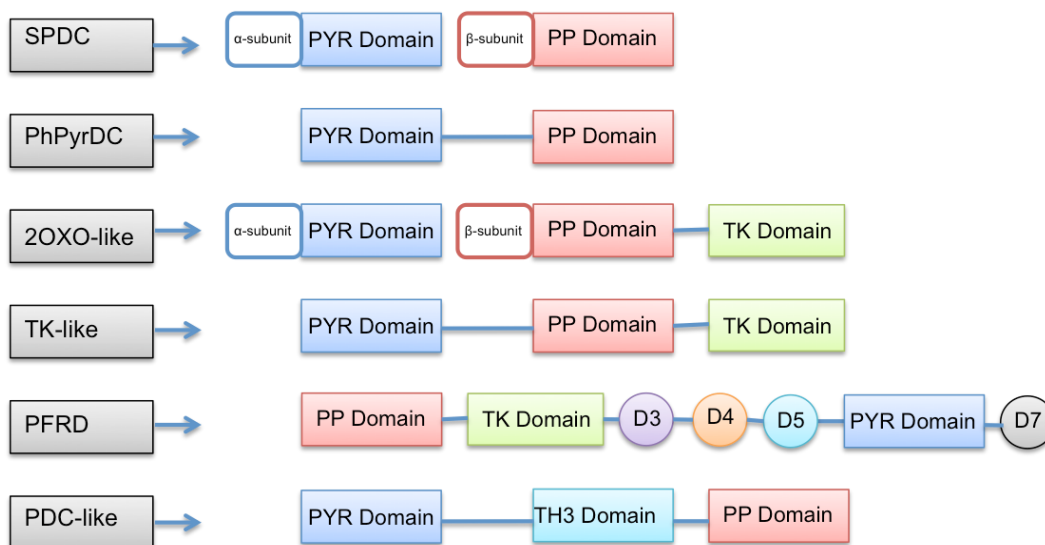 SPDC α-subunit PYR Domain β-subunit PP Domain
PhPyrDC PYR Domain PP Domain
2OXO-like α-subunit PYR Domain β-subunit PP Domain TK Domain
TK-like PYR Domain PP Domain TK Domain
PFRD PP Domain TK Domain D3 D4 D5 PYR Domain D7
PDC-like PYR Domain TH3 Domain PP Domain